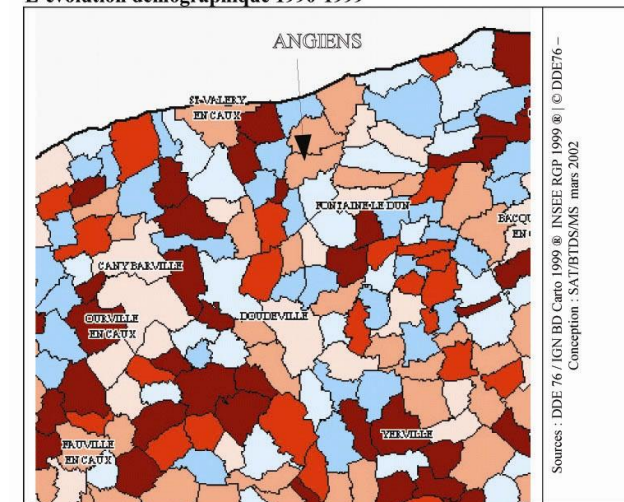 L'évolution démographique 1990-1999
ANGIENS
ST-VALERY
EN CAUX
FONTAINE-LE DUN
BACQU
EN C
CANY BARVILLE
OURVILLE
EN CAUX
DOUDEVILLE
YERVILLE
FAUVILLE
EN CAUX
Sources : DDE 76 / IGN BD Carto 1999 ® INSEE RGP 1999 ® | © DDE76 –
Conception : SAT/BTDS/MS mars 2002